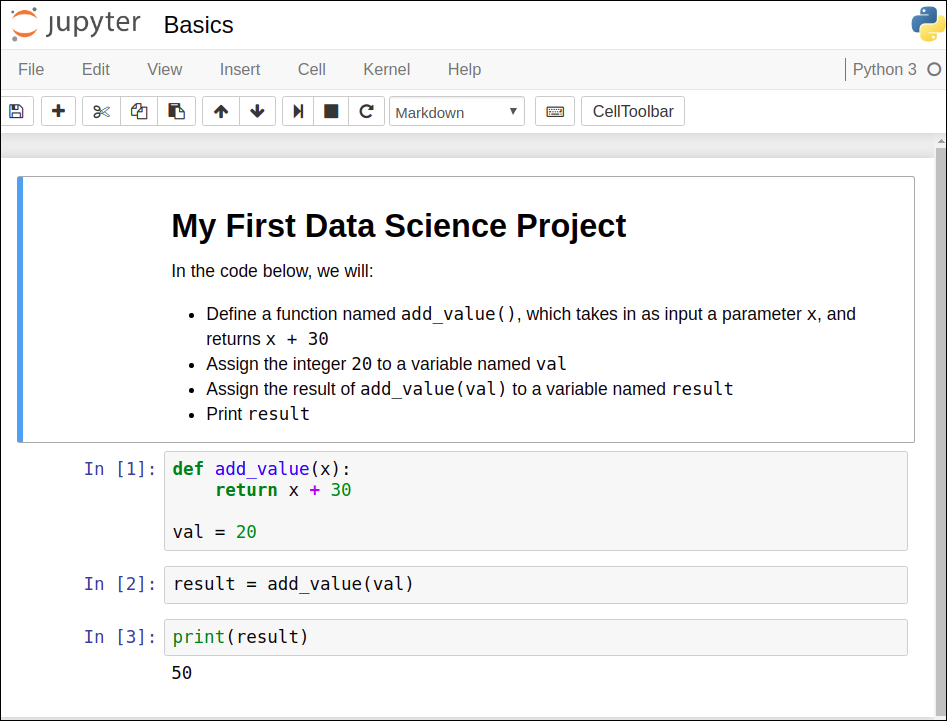 jupyter Basics
File Edit View Insert Cell Kernel Help Python 3
Markdown CellToolbar
My First Data Science Project
In the code below, we will:
• Define a function named add_value(), which takes in as input a parameter x, and
returns x + 30
• Assign the integer 20 to a variable named val
• Assign the result of add_value(val) to a variable named result
• Print result
In [1]: def add_value(x):
    return x + 30
val = 20
In [2]: result = add_value(val)
In [3]: print(result)
50